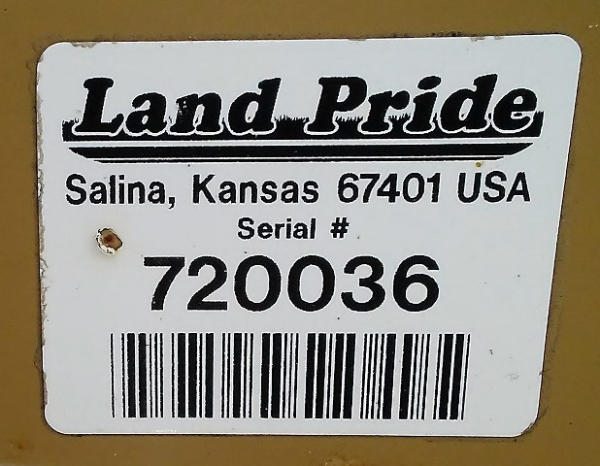 Land Pride
Salina, Kansas 67401 USA
Serial #
720036